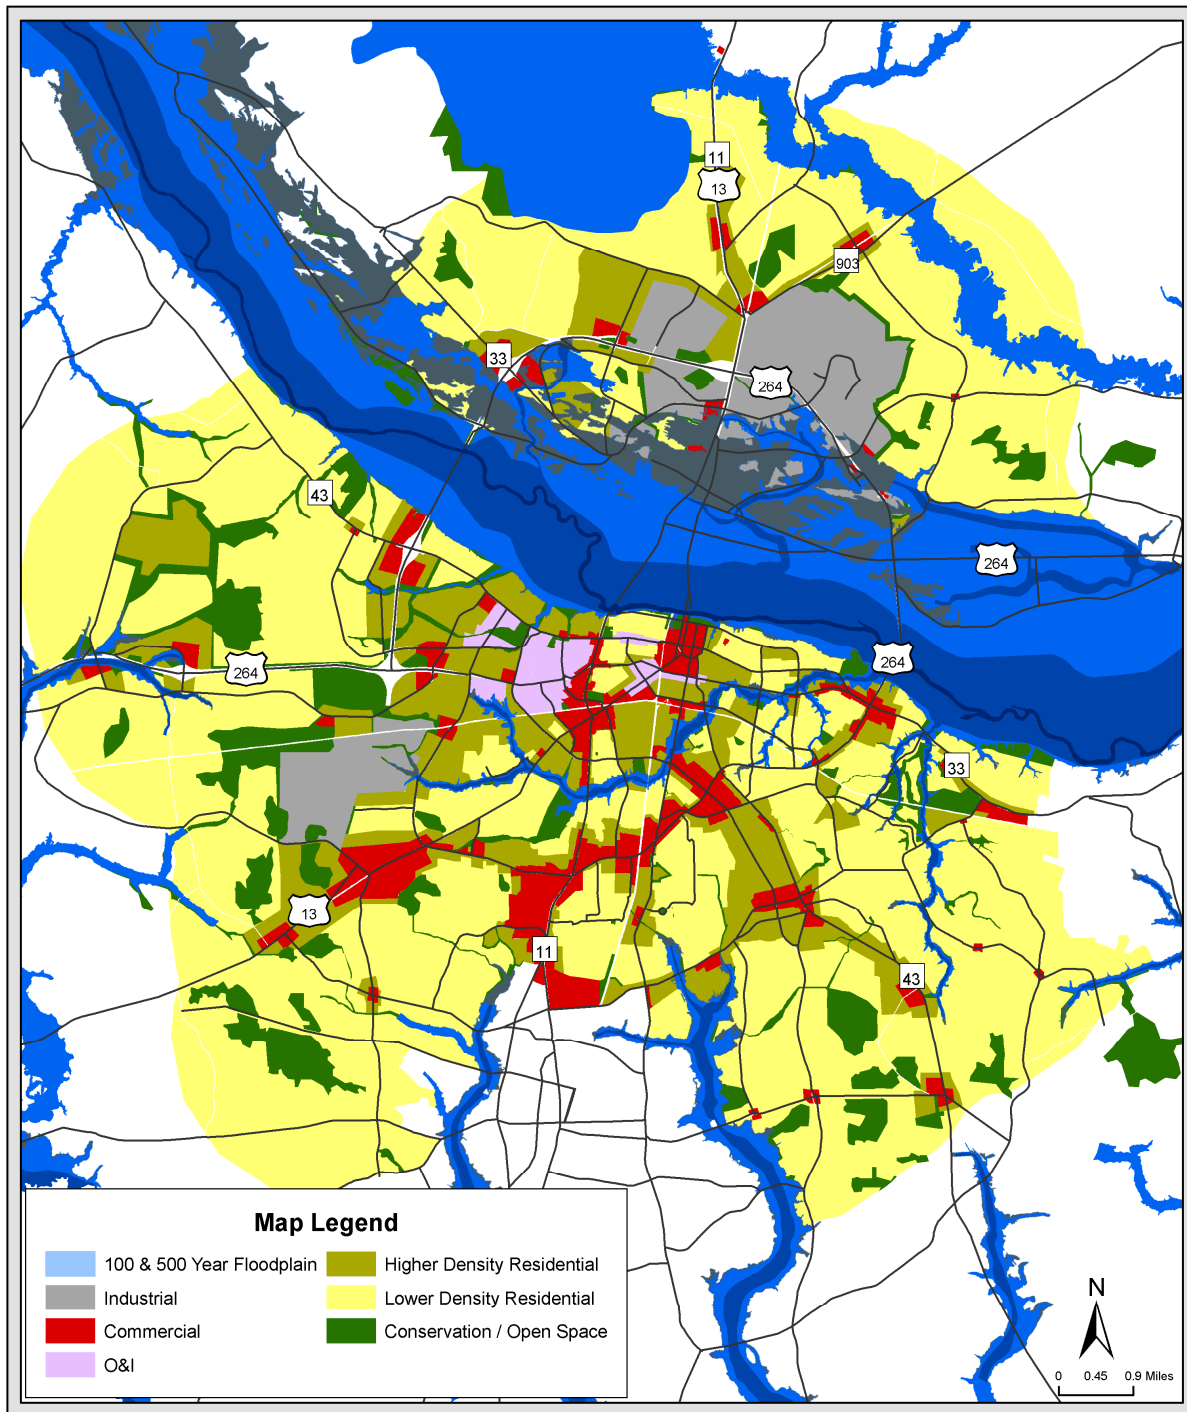 11
13
903
33
264
43
264
264
264
33
13
11
43
Map Legend
100 & 500 Year Floodplain
Industrial
Commercial
O&I
Higher Density Residential
Lower Density Residential
Conservation / Open Space
N
0 0.45 0.9 Miles